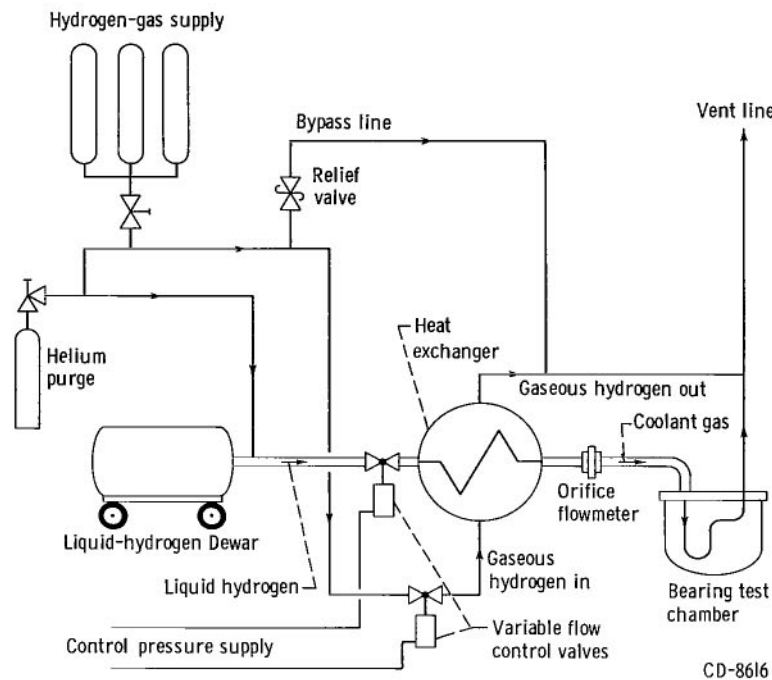 Hydrogen-gas supply
Vent line
Bypass line
Relief
valve
Heat
exchanger
Helium
purge
Gaseous hydrogen out
Coolant gas
Orifice
flowmeter
Liquid-hydrogen Dewar
Liquid hydrogen
Gaseous
hydrogen in
Bearing test
chamber
Control pressure supply
Variable flow
control valves
CD-8616